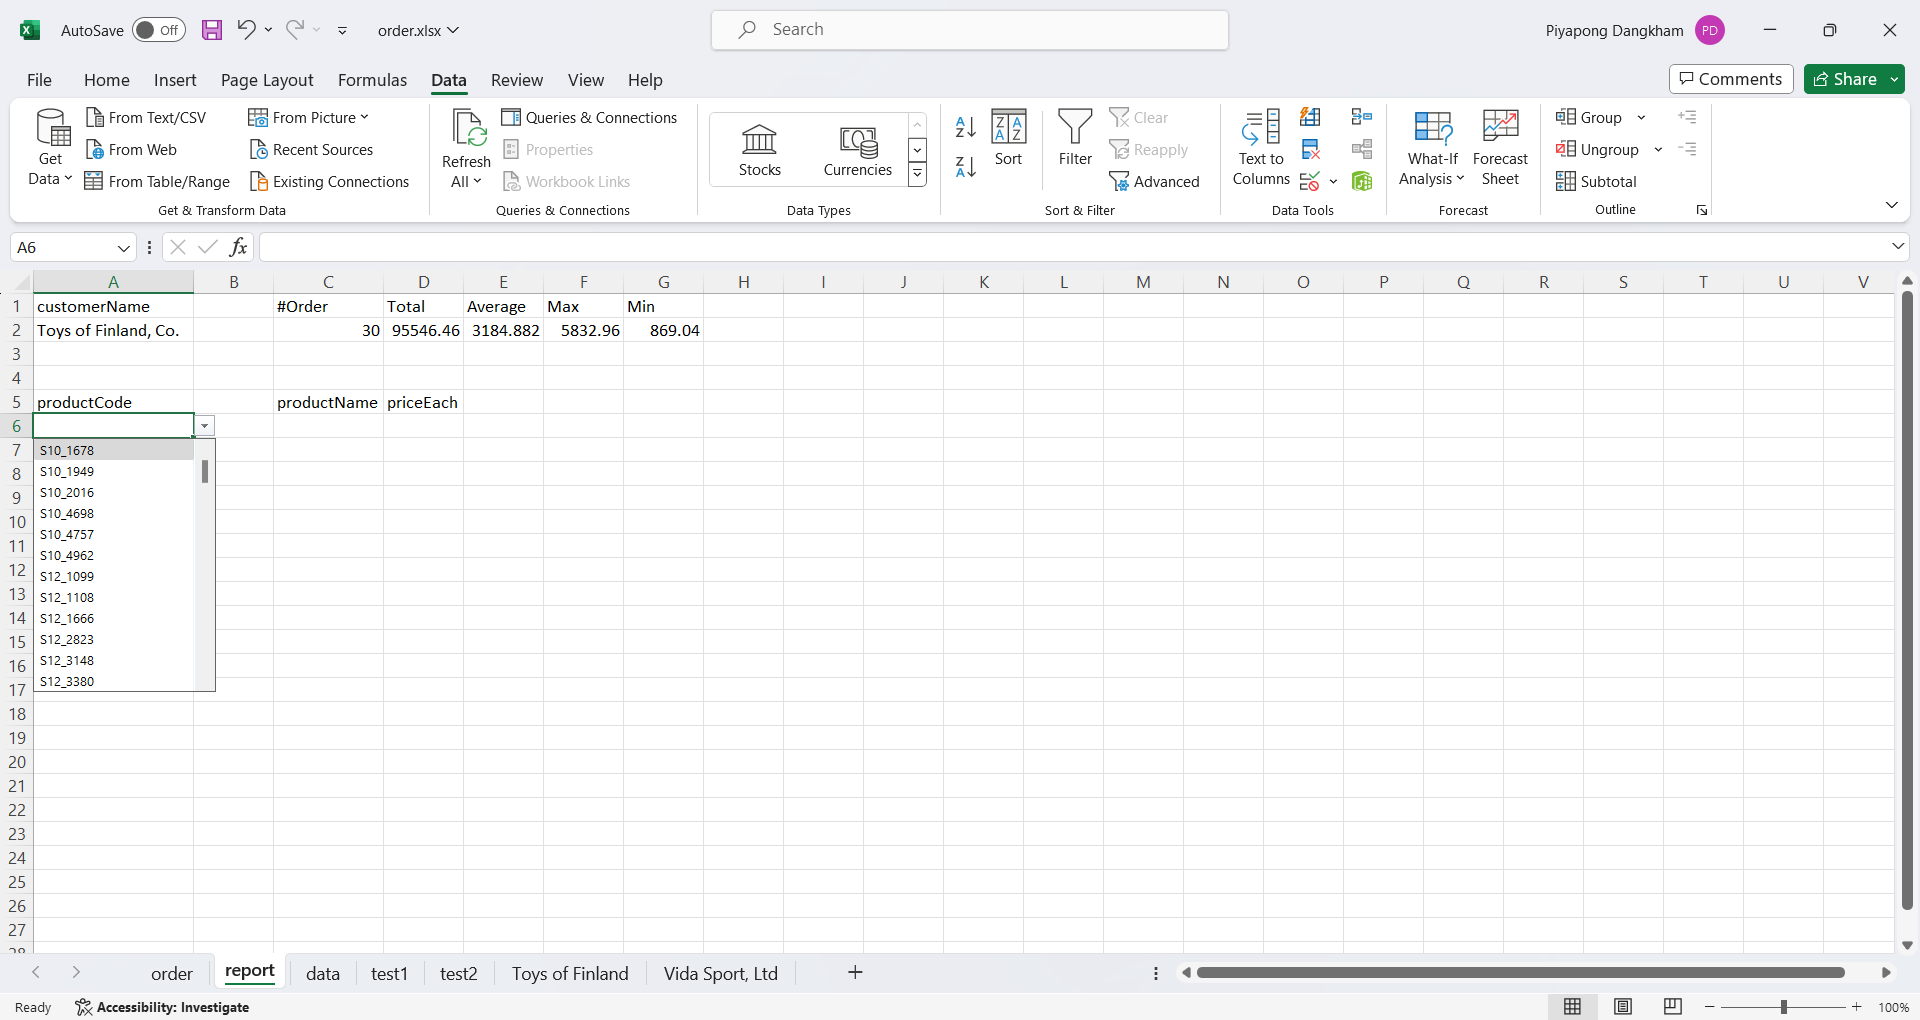 AutoSave Off order.xlsx Search Piyapong Dangkham PD
File Home Insert Page Layout Formulas Data Review View Help Comments Share
Get Data
From Text/CSV
From Web
From Table/Range
From Picture
Recent Sources
Existing Connections
Get & Transform Data
Refresh All
Queries & Connections
Properties
Workbook Links
Queries & Connections
Stocks
Currencies
Data Types
Sort
Filter
Clear
Reapply
Advanced
Sort & Filter
Text to Columns
Data Tools
What-If Analysis
Forecast Sheet
Forecast
Group
Ungroup
Subtotal
Outline
A6 fx
A B C D E F G H I J K L M N O P Q R S T U V
1 customerName #Order Total Average Max Min
2 Toys of Finland, Co. 30 95546.46 3184.882 5832.96 869.04
3
4
5 productCode productName priceEach
6
7 S10_1678
S10_1949
8 S10_2016
9 S10_4698
10 S10_4757
11 S10_4962
12 S12_1099
13 S12_1108
14 S12_1666
15 S12_2823
16 S12_3148
17 S12_3380
18
19
20
21
22
23
24
25
26
27
28
order report data test1 test2 Toys of Finland Vida Sport, Ltd
Ready Accessibility: Investigate 100%